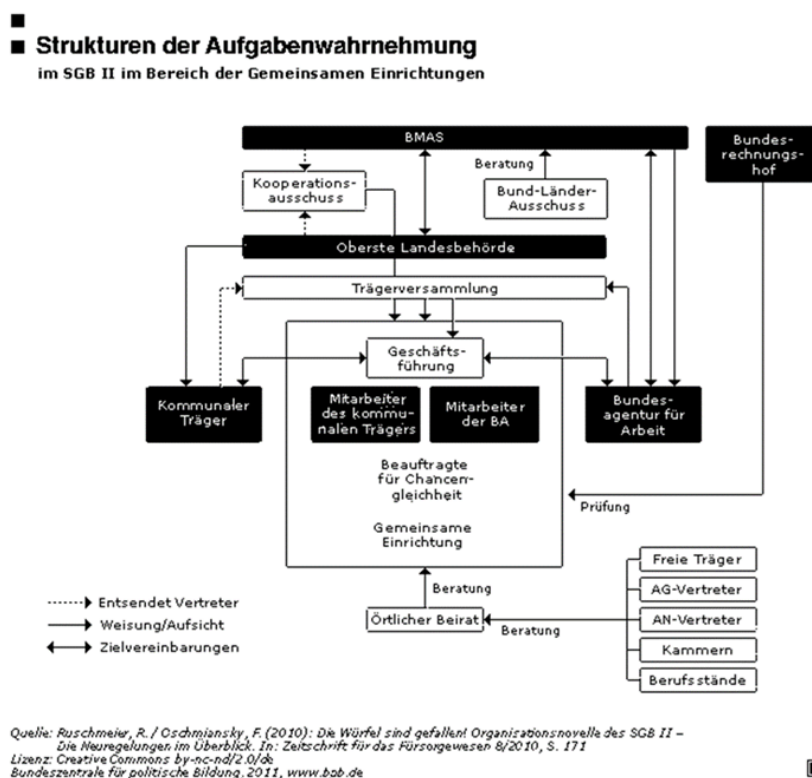 Strukturen der Aufgabenwahrnehmung
im SGB II im Bereich der Gemeinsamen Einrichtungen
BMAS
Bundes-
rechnungs-
hof
Beratung
Kooperations-
ausschuss
Bund-Länder-
Ausschuss
Oberste Landesbehörde
Trägerversammlung
Geschäfts-
führung
Kommunaler
Träger
Mitarbeiter
des kommu-
nalen Trägers
Mitarbeiter
der BA
Bundes-
agentur für
Arbeit
Beauftragte
für Chancen-
gleichheit
Prüfung
Gemeinsame
Einrichtung
Freie Träger
AG-Vertreter
AN-Vertreter
Kammern
Berufsstände
Beratung
Örtlicher Beirat
Beratung
Entsendet Vertreter
Weisung/Aufsicht
Zielvereinbarungen
Quelle: Ruschmeier, R. / Oschmiansky, F. (2010): Die Würfel sind gefallen! Organisationsnovelle des SGB II –
Die Neuregelungen im Überblick. In: Zeitschrift für das Fürsorgewesen 8/2010, S. 171
Lizenz: Creative Commons by-nc-nd/2.0/de
Bundeszentrale für politische Bildung, 2011, www.bpb.de